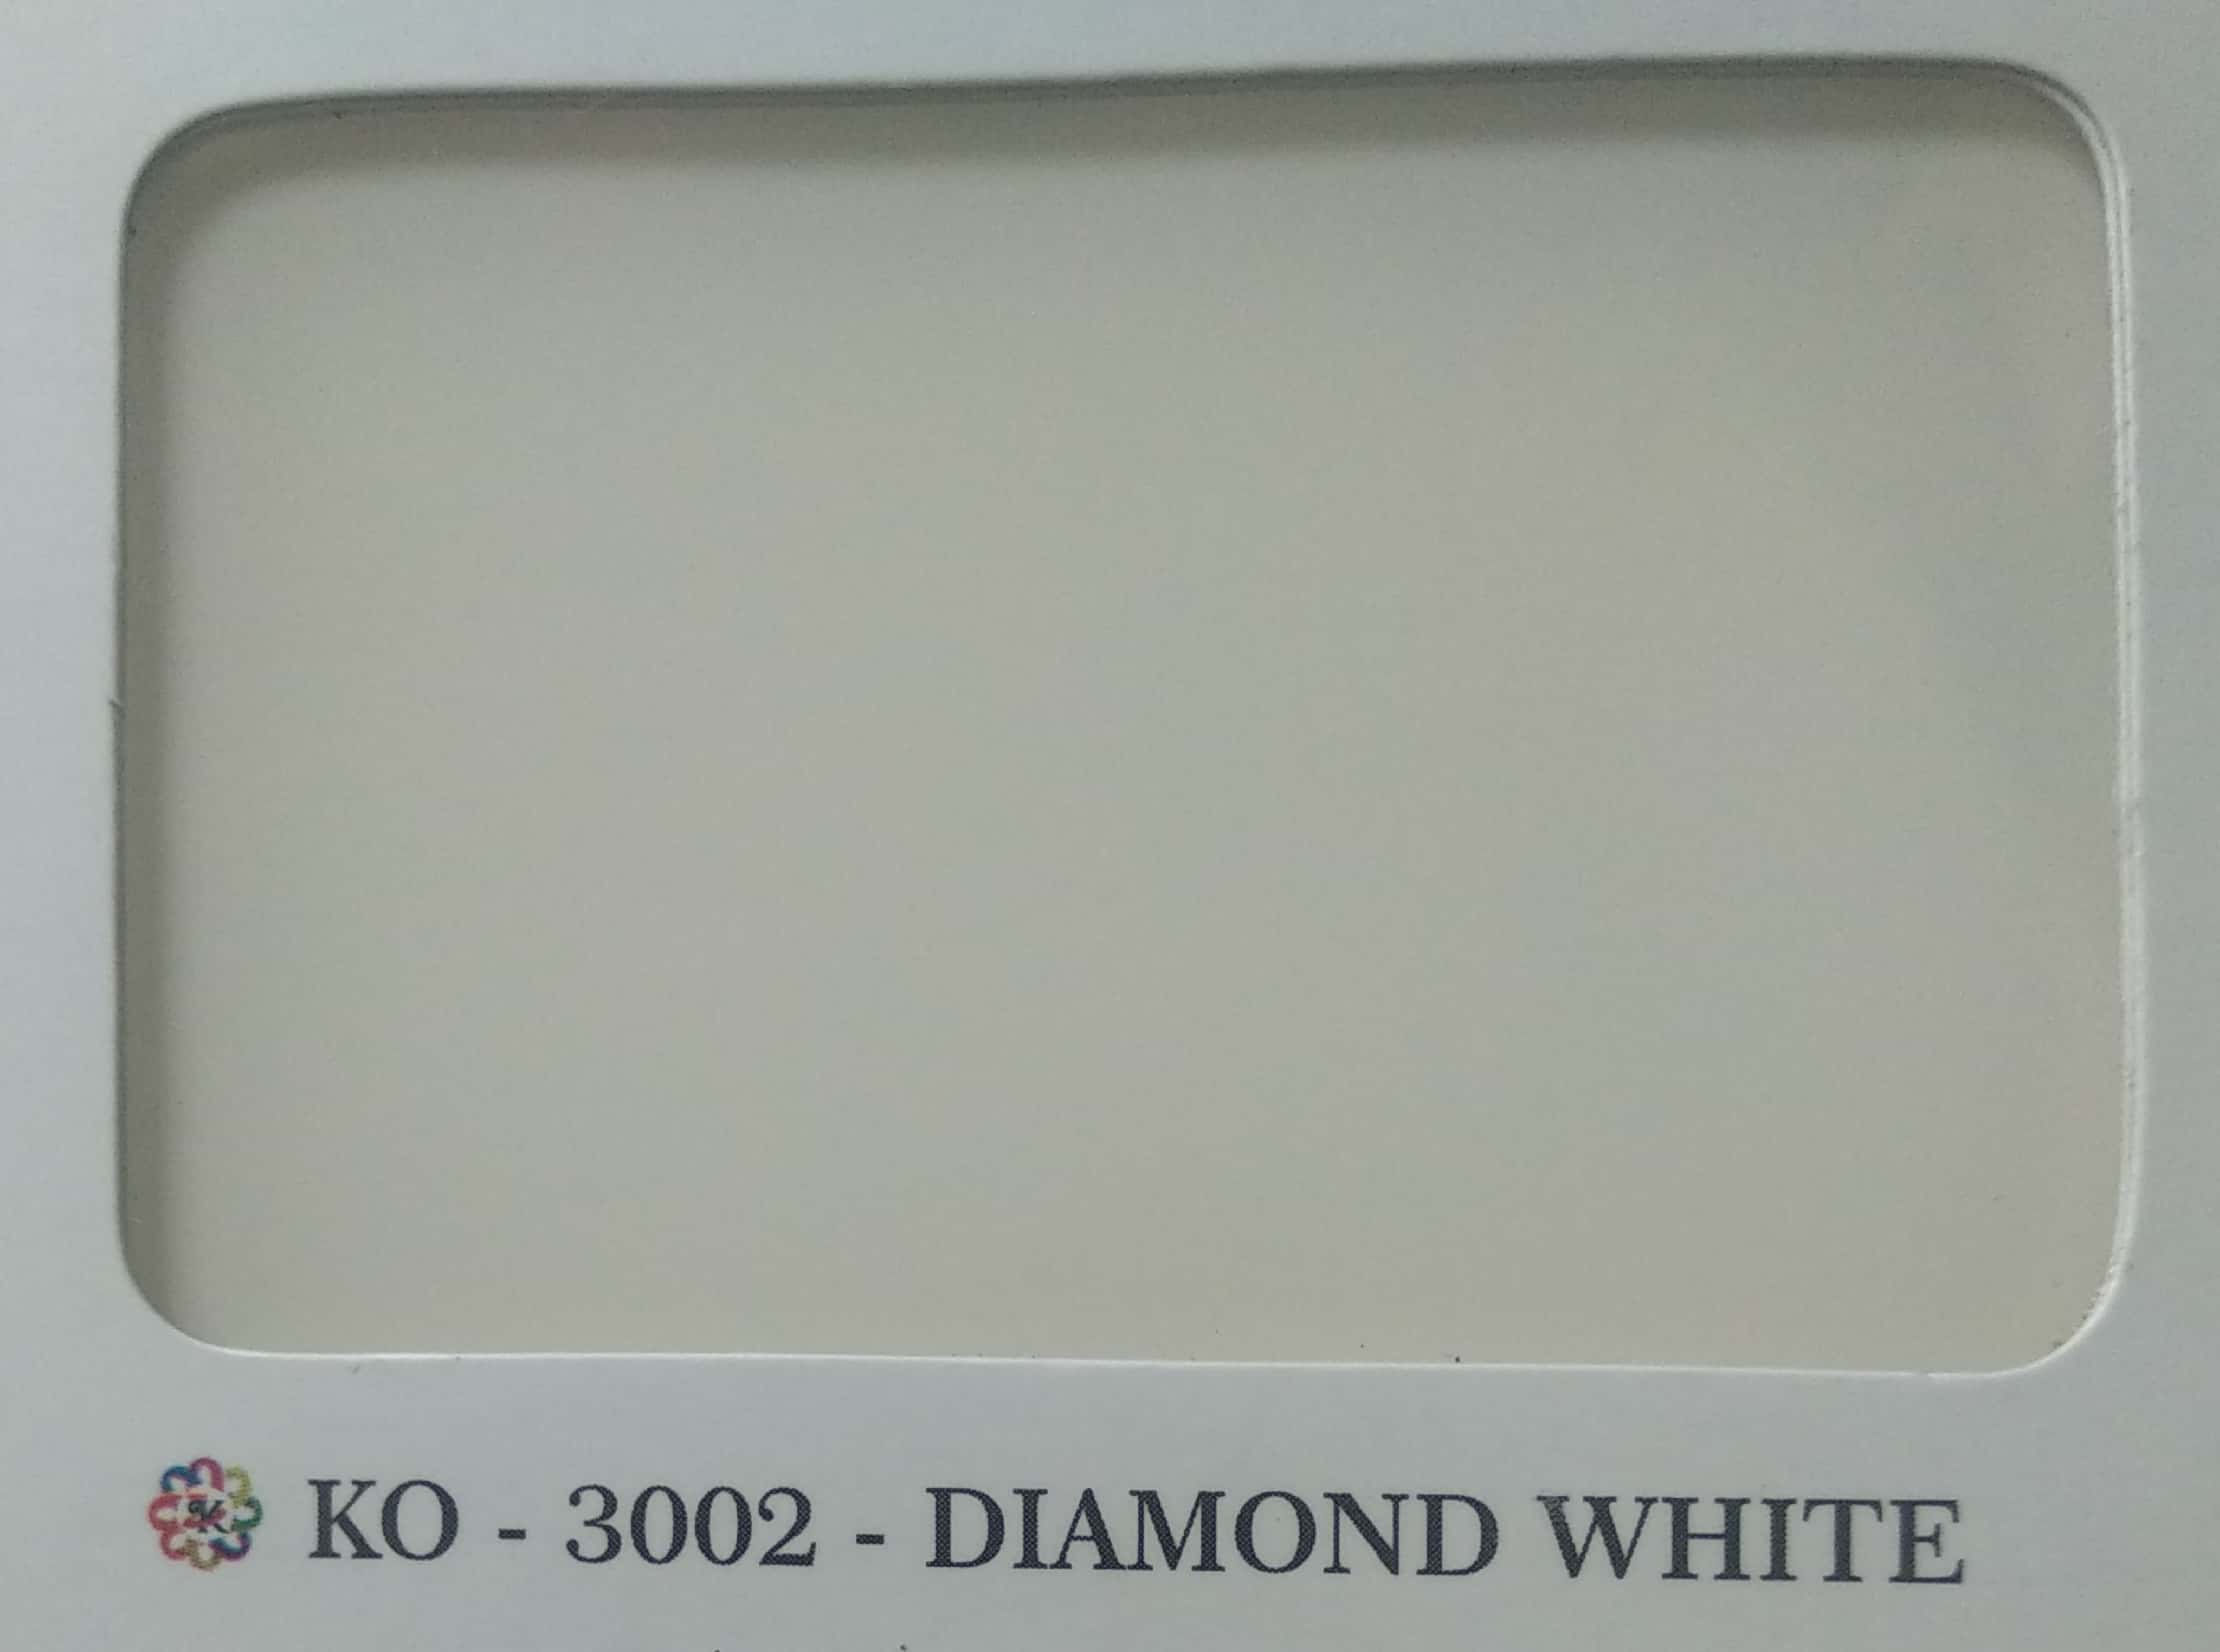 KO - 3002 - DIAMOND WHITE